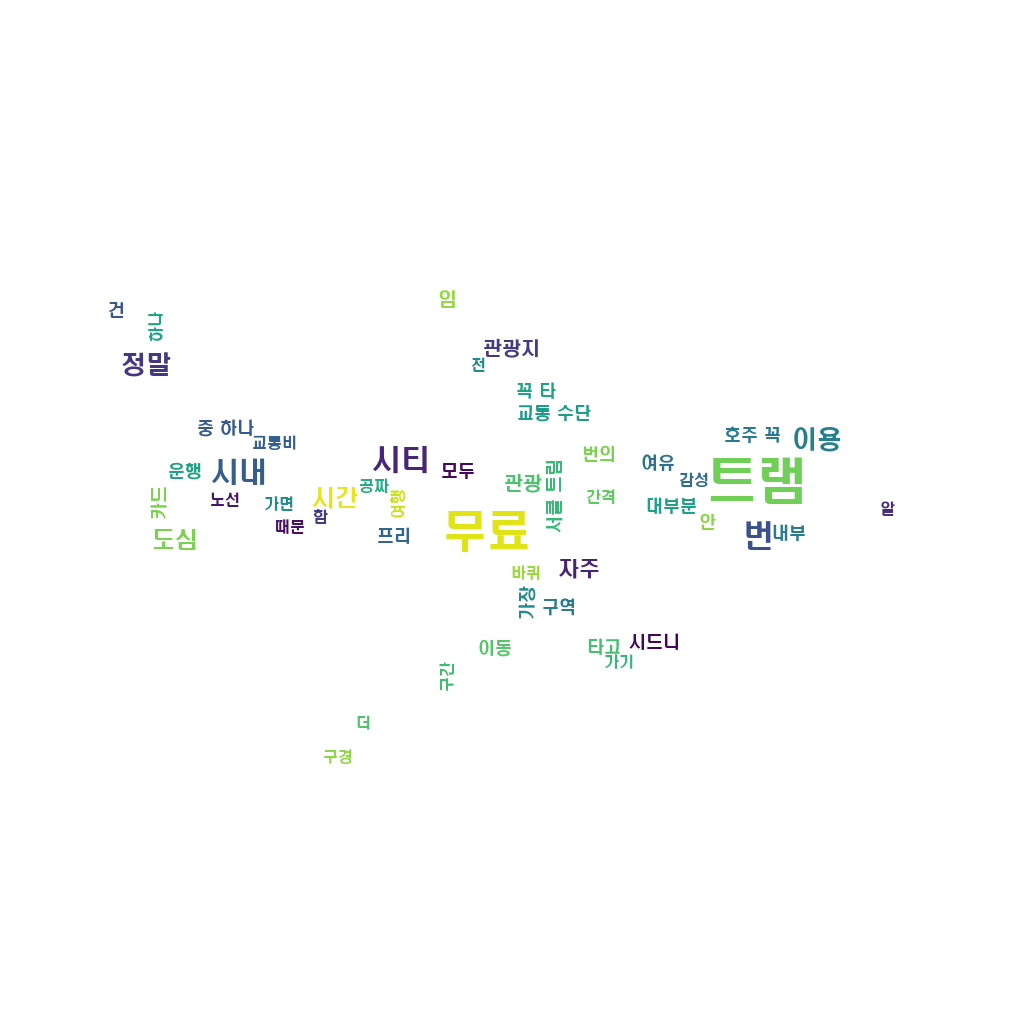 임
건
하나
관광지
정말
전
꼭 타
교통 수단
중 하나
호주 꼭
이용
교통비
번의
시티
모두
여유
운행
시내
트램
감성
관광
서클 트램
공짜
시간
여행
간격
대부분
카드
노선
가면
알
함
안
때문
무료
도심
프리
번
내부
자주
바퀴
가장
구역
시드니
이동
타고
가기
구간
더
구경